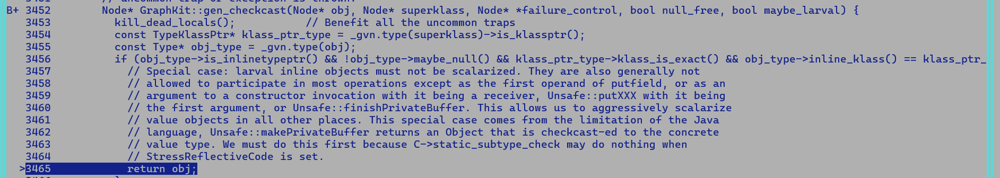 3451        // uncommon trap or exception is thrown.
B+ 3452        Node* GraphKit::gen_checkcast(Node* obj, Node* superklass, Node* *failure_control, bool null_free, bool maybe_larval) {
3453          kill_dead_locals();           // Benefit all the uncommon traps
3454          const TypeKlassPtr* klass_ptr_type = _gvn.type(superklass)->is_klassptr();
3455          const Type* obj_type = _gvn.type(obj);
3456          if (obj_type->is_inlinetypeptr() && !obj_type->maybe_null() && klass_ptr_type->klass_is_exact() && obj_type->inline_klass() == klass_ptr_
3457            // Special case: larval inline objects must not be scalarized. They are also generally not
3458            // allowed to participate in most operations except as the first operand of putfield, or as an
3459            // argument to a constructor invocation with it being a receiver, Unsafe::putXXX with it being
3460            // the first argument, or Unsafe::finishPrivateBuffer. This allows us to aggressively scalarize
3461            // value objects in all other places. This special case comes from the limitation of the Java
3462            // language, Unsafe::makePrivateBuffer returns an Object that is checkcast-ed to the concrete
3463            // value type. We must do this first because C->static_subtype_check may do nothing when
3464            // StressReflectiveCode is set.
>3465            return obj;
3466          }